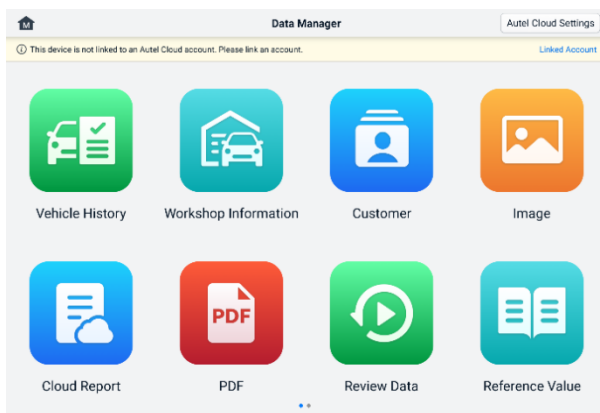 M
Data Manager
Autel Cloud Settings
This device is not linked to an Autel Cloud account. Please link an account.
Linked Account
Vehicle History
Workshop Information
Customer
Image
Cloud Report
PDF
PDF
Review Data
Reference Value